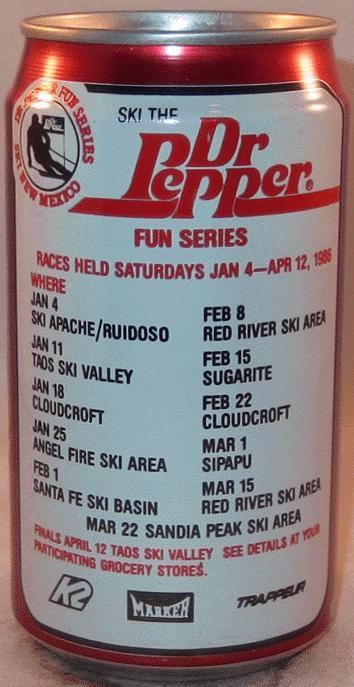 DR PEPPER FUN SERIES
SKI NEW MEXICO
SKI THE
Dr
Pepper®
FUN SERIES
RACES HELD SATURDAYS JAN 4—APR 12, 1986
WHERE
JAN 4
SKI APACHE/RUIDOSO
JAN 11
TAOS SKI VALLEY
JAN 18
CLOUDCROFT
JAN 25
ANGEL FIRE SKI AREA
FEB 1
SANTA FE SKI BASIN
FEB 8
RED RIVER SKI AREA
FEB 15
SUGARITE
FEB 22
CLOUDCROFT
MAR 1
SIPAPU
MAR 15
RED RIVER SKI AREA
MAR 22 SANDIA PEAK SKI AREA
FINALS APRIL 12 TAOS SKI VALLEY SEE DETAILS AT YOUR
PARTICIPATING GROCERY STORES.
K2
MARKER
TRAPPEUR